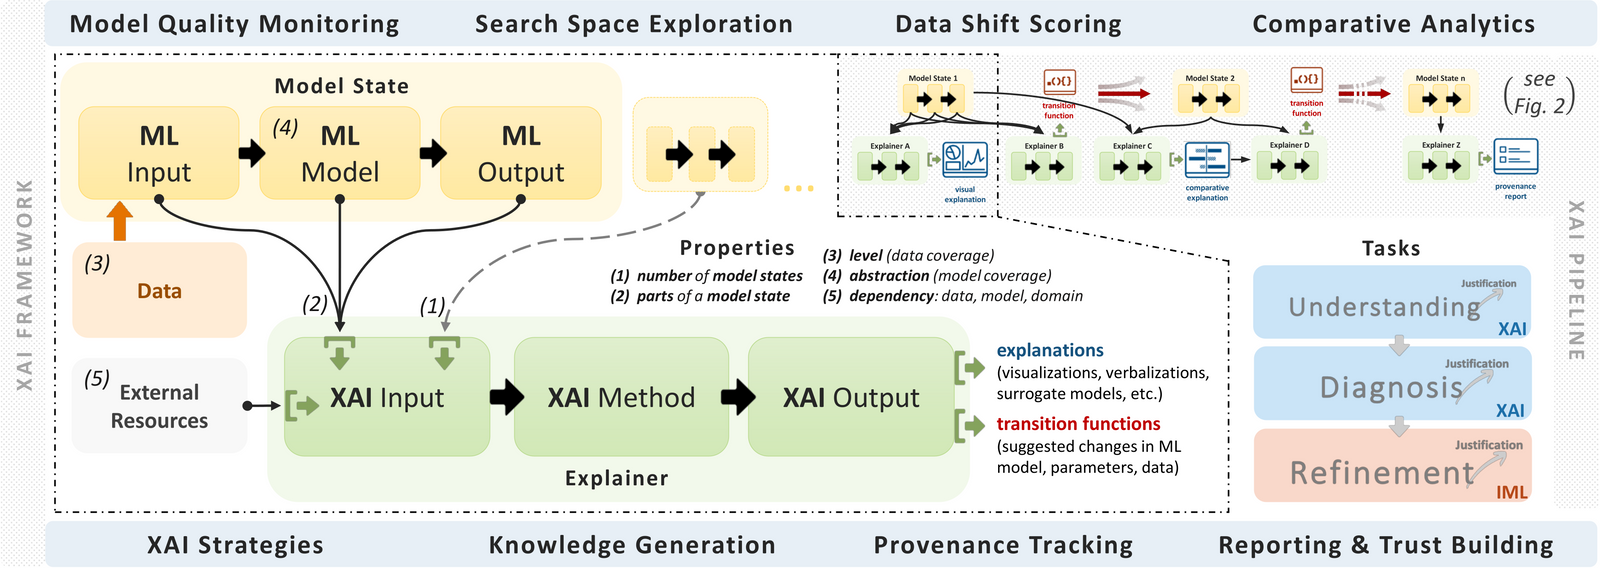 Model Quality Monitoring
Search Space Exploration
Data Shift Scoring
Comparative Analytics
XAI FRAMEWORK
Model State
ML
Input
(4) ML
Model
ML
Output
...
(3)
Data
(5) External
Resources
(2)
(1)
Properties
(1) number of model states
(2) parts of a model state
(3) level (data coverage)
(4) abstraction (model coverage)
(5) dependency: data, model, domain
XAI Input
XAI Method
XAI Output
Explainer
explanations
(visualizations, verbalizations,
surrogate models, etc.)
transition functions
(suggested changes in ML
model, parameters, data)
Model State 1
.(){}
transition
function
Model State 2
.(){}
transition
function
Model State n
(see
Fig. 2)
Explainer A
visual
explanation
Explainer B
Explainer C
comparative
explanation
Explainer D
Explainer Z
provenance
report
XAI PIPELINE
Tasks
Justification
Understanding
XAI
Justification
Diagnosis
XAI
Justification
Refinement
IML
XAI Strategies
Knowledge Generation
Provenance Tracking
Reporting & Trust Building